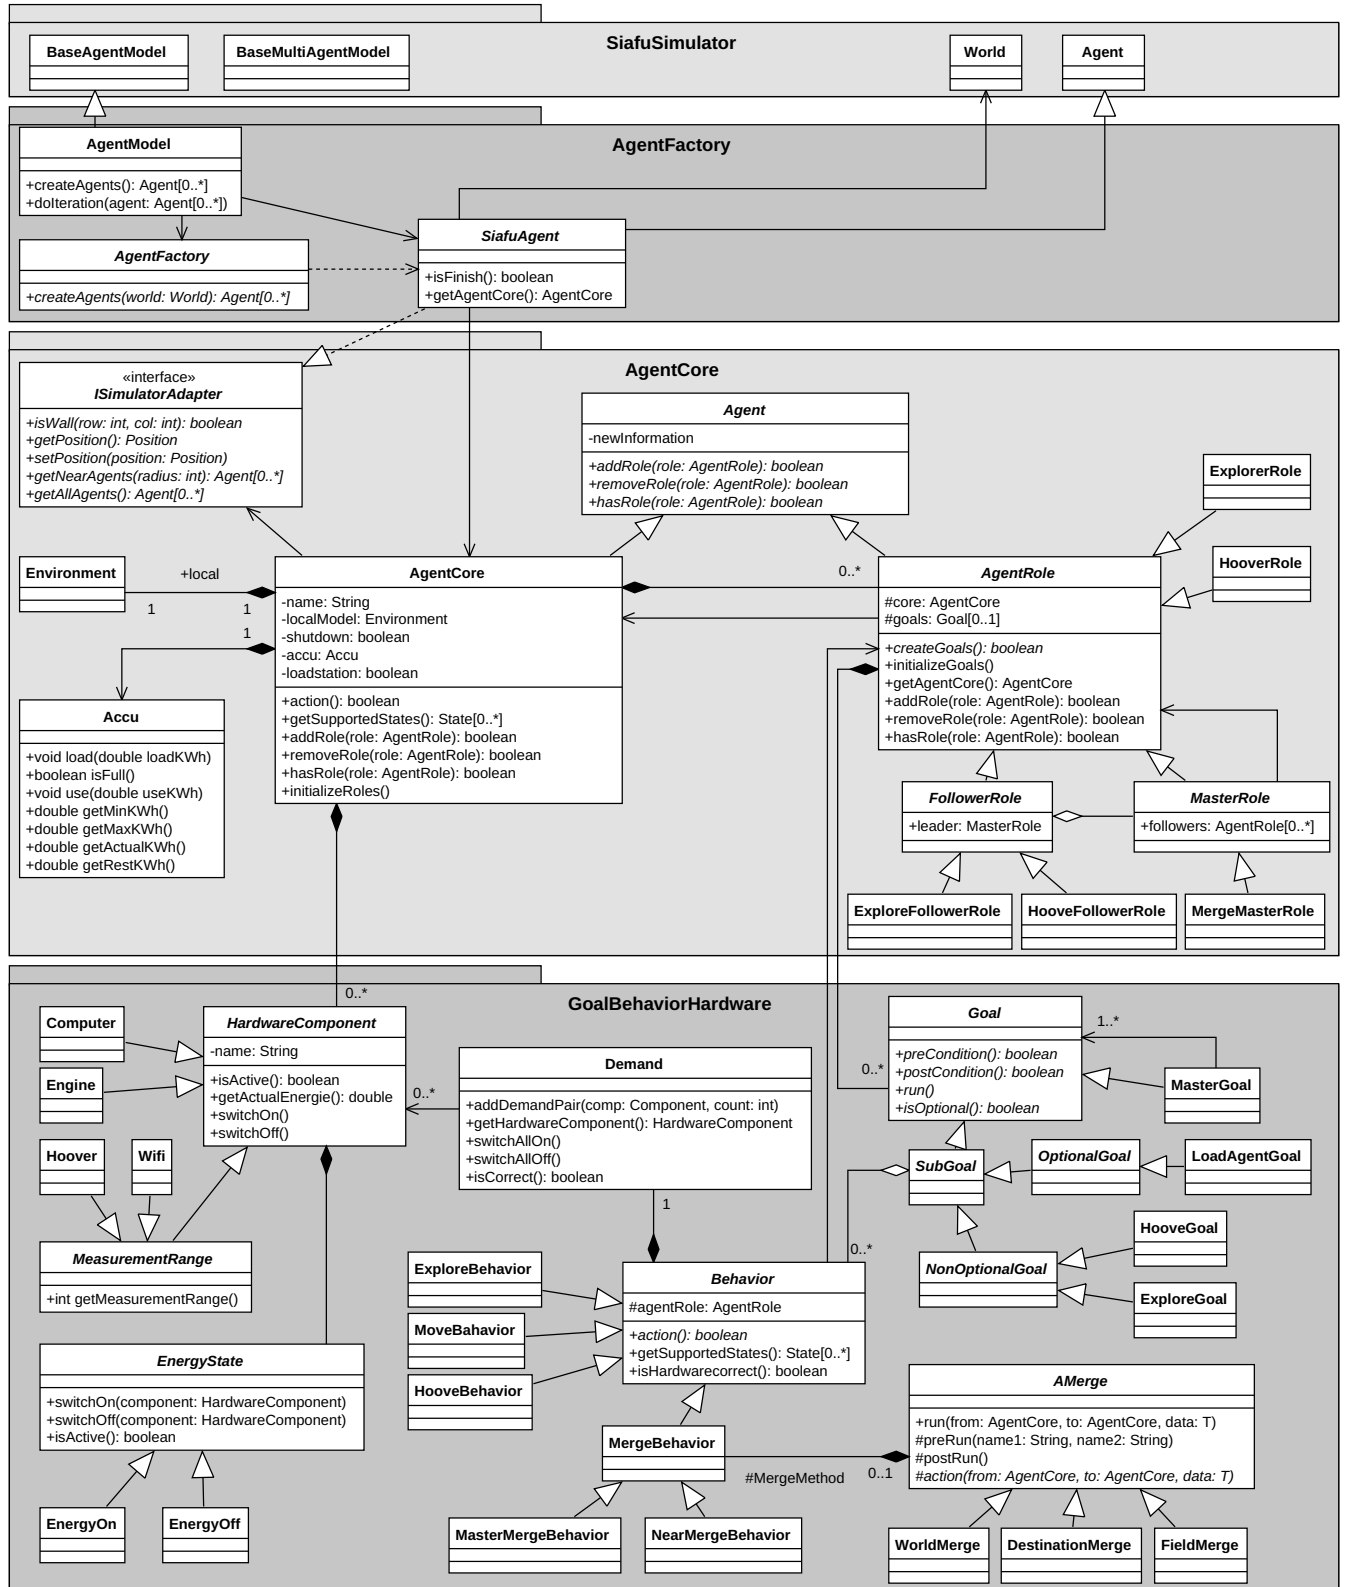 SiafuSimulator
BaseAgentModel
BaseMultiAgentModel
World
Agent
AgentFactory
AgentModel
+createAgents(): Agent[0..*]
+doIteration(agent: Agent[0..*])
SiafuAgent
+isFinish(): boolean
+getAgentCore(): AgentCore
AgentFactory
+createAgents(world: World): Agent[0..*]
AgentCore
«interface»
ISimulatorAdapter
+isWall(row: int, col: int): boolean
+getPosition(): Position
+setPosition(position: Position)
+getNearAgents(radius: int): Agent[0..*]
+getAllAgents(): Agent[0..*]
Agent
-newInformation
+addRole(role: AgentRole): boolean
+removeRole(role: AgentRole): boolean
+hasRole(role: AgentRole): boolean
ExplorerRole
HooverRole
Environment
+local
1
1
1
AgentCore
-name: String
-localModel: Environment
-shutdown: boolean
-accu: Accu
-loadstation: boolean
+action(): boolean
+getSupportedStates(): State[0..*]
+addRole(role: AgentRole): boolean
+removeRole(role: AgentRole): boolean
+hasRole(role: AgentRole): boolean
+initializeRoles()
0..*
AgentRole
#core: AgentCore
#goals: Goal[0..1]
+createGoals(): boolean
+initializeGoals()
+getAgentCore(): AgentCore
+addRole(role: AgentRole): boolean
+removeRole(role: AgentRole): boolean
+hasRole(role: AgentRole): boolean
Accu
+void load(double loadKWh)
+boolean isFull()
+void use(double useKWh)
+double getMinKWh()
+double getMaxKWh()
+double getActualKWh()
+double getRestKWh()
FollowerRole
+leader: MasterRole
MasterRole
+followers: AgentRole[0..*]
ExploreFollowerRole
HooveFollowerRole
MergeMasterRole
GoalBehaviorHardware
0..*
Computer
Engine
Hoover
Wifi
HardwareComponent
-name: String
+isActive(): boolean
+getActualEnergie(): double
+switchOn()
+switchOff()
0..*
Demand
+addDemandPair(comp: Component, count: int)
+getHardwareComponent(): HardwareComponent
+switchAllOn()
+switchAllOff()
+isCorrect(): boolean
1
Goal
+preCondition(): boolean
+postCondition(): boolean
+run()
+isOptional(): boolean
0..*
1..*
MasterGoal
SubGoal
OptionalGoal
LoadAgentGoal
0..*
NonOptionalGoal
HooveGoal
ExploreGoal
MeasurementRange
+int getMeasurementRange()
ExploreBehavior
MoveBahavior
HooveBehavior
Behavior
#agentRole: AgentRole
+action(): boolean
+getSupportedStates(): State[0..*]
+isHardwarecorrect(): boolean
EnergyState
+switchOn(component: HardwareComponent)
+switchOff(component: HardwareComponent)
+isActive(): boolean
EnergyOn
EnergyOff
MergeBehavior
#MergeMethod
0..1
MasterMergeBehavior
NearMergeBehavior
AMerge
+run(from: AgentCore, to: AgentCore, data: T)
#preRun(name1: String, name2: String)
#postRun()
#action(from: AgentCore, to: AgentCore, data: T)
WorldMerge
DestinationMerge
FieldMerge